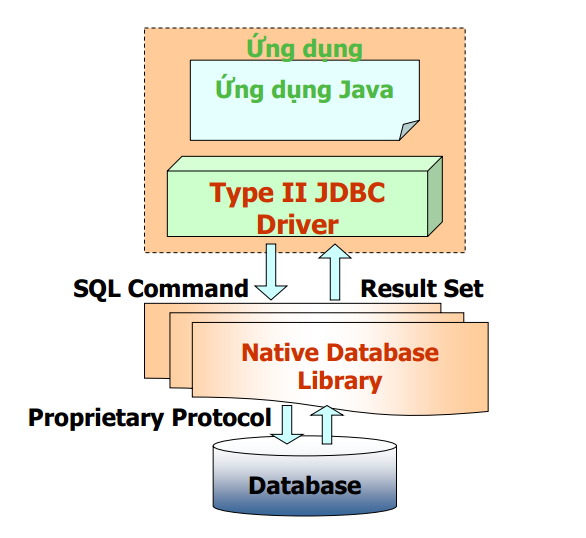 Ứng dụng
Ứng dụng Java
Type II JDBC
Driver
SQL Command
Result Set
Native Database
Library
Proprietary Protocol
Database